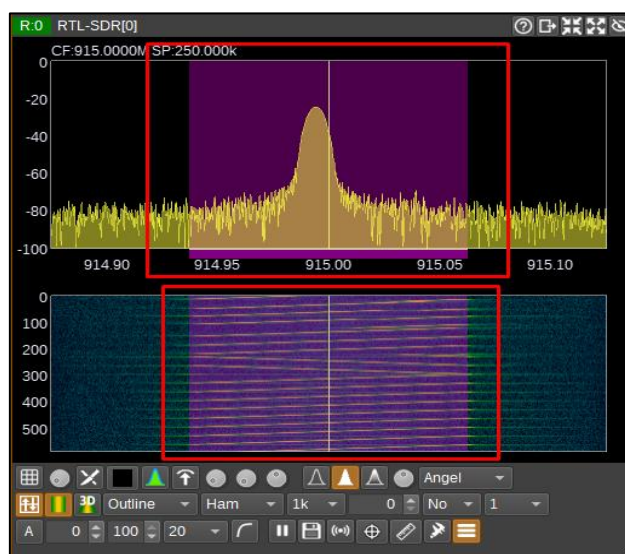 R:0 RTL-SDR[0]
CF:915.0000M SP:250.000k
0
-20
-40
-60
-80
-100
914.90 914.95 915.00 915.05 915.10
0
100
200
300
400
500
Angel
3D Outline Ham 1k 0 No 1
A 0 100 20